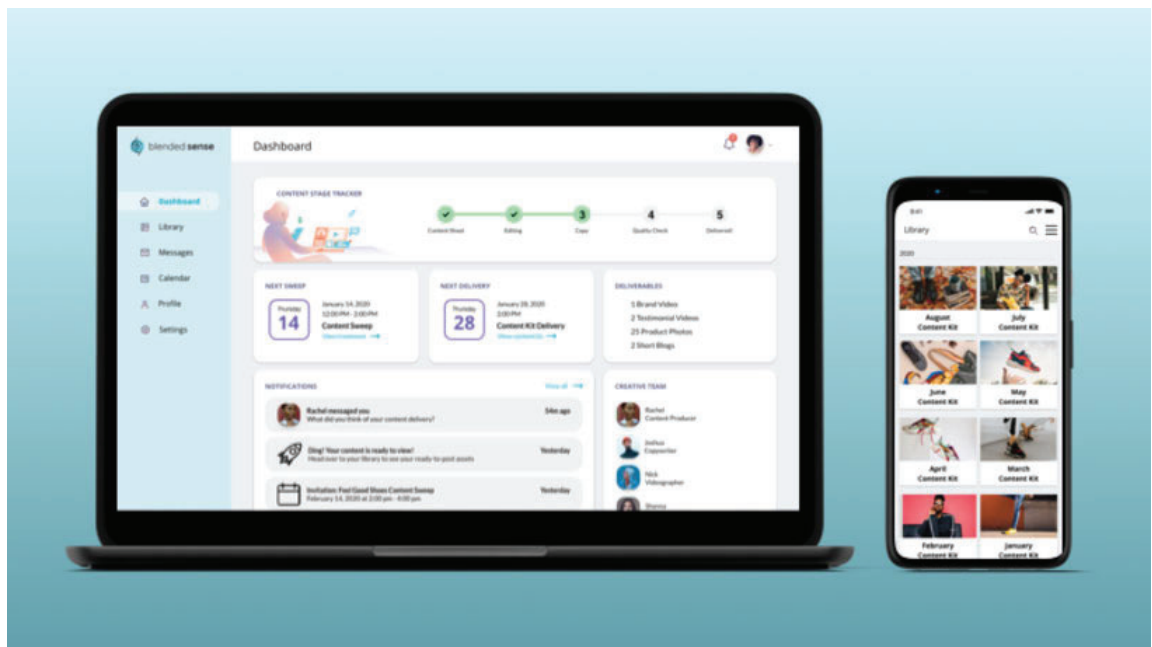 blended sense
Dashboard
Dashboard
Library
Messages
Calendar
Profile
Settings
CONTENT STAGE TRACKER
3
4
5
Content Shoot
Editing
Copy
Quality Check
Delivered!
NEXT SWEEP
Thursday
14
January 14, 2020
12:00 PM - 2:00 PM
Content Sweep
NEXT DELIVERY
Thursday
28
January 28, 2020
2:00 PM
Content Kit Delivery
DELIVERABLES
1 Brand Video
2 Testimonial Videos
25 Product Photos
2 Short Blogs
NOTIFICATIONS
View all
Rachel messaged you
What did you think of your content delivery?
54m ago
Ding! Your content is ready to view!
Head over to your library to see your ready-to-post assets
Yesterday
Invitation: Feel Good Shoes Content Sweep
February 14, 2020 at 2:00 pm - 4:00 pm
Yesterday
CREATIVE TEAM
Rachel
Content Producer
Joshua
Copywriter
Nick
Videographer
9:41
Library
2020
August
Content Kit
July
Content Kit
June
Content Kit
May
Content Kit
April
Content Kit
March
Content Kit
February
Content Kit
January
Content Kit